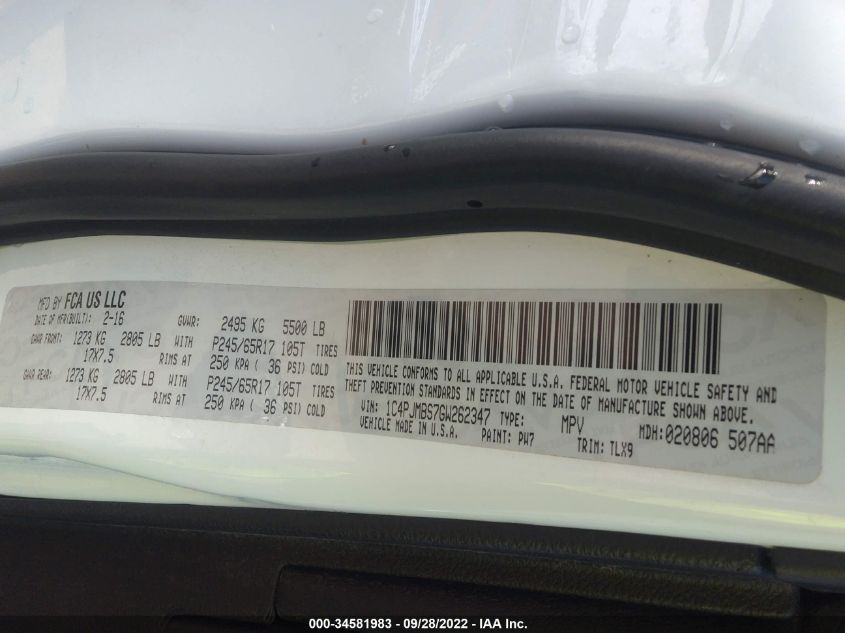 MFD BY FCA US LLC
DATE OF MFR(BUILT): 2-16 GVWR: 2495 KG 5500 LB
GAWR FRONT: 1273 KG 2805 LB WITH P245/65R17 105T TIRES
17X7.5 RIMS AT 250 KPA ( 36 PSI) COLD
GAWR REAR: 1273 KG 2805 LB WITH P245/65R17 105T TIRES
17X7.5 RIMS AT 250 KPA ( 36 PSI) COLD
THIS VEHICLE CONFORMS TO ALL APPLICABLE U.S.A. FEDERAL MOTOR VEHICLE SAFETY AND
THEFT PREVENTION STANDARDS IN EFFECT ON THE DATE OF MANUFACTURE SHOWN ABOVE.
VIN: 1C4PJMBS7GW262347 TYPE: MPV MDH:020806 507AA
VEHICLE MADE IN U.S.A. PAINT: PW7 TRIM: TLX9
000-34581983 - 09/28/2022 - IAA Inc.